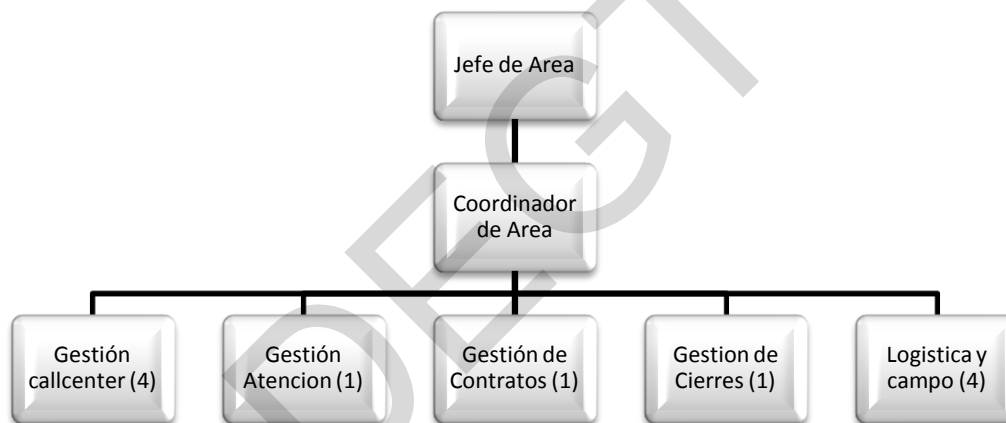 Jefe de Area
Coordinador
de Area
Gestión
callcenter (4)
Gestión
Atencion (1)
Gestión de
Contratos (1)
Gestion de
Cierres (1)
Logistica y
campo (4)
DEGT